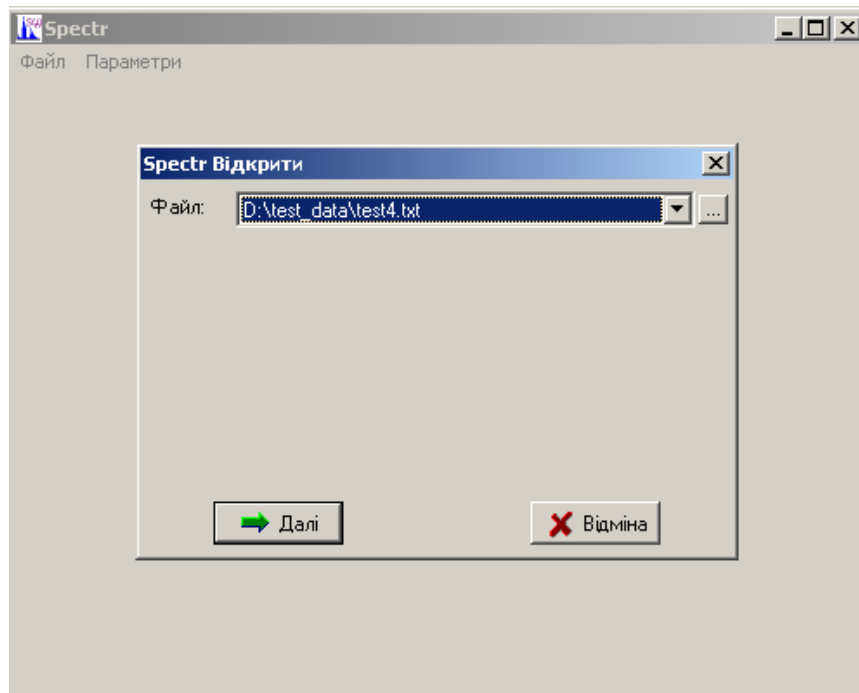 Spectr
Файл Параметри
Spectr Відкрити
Файл: D:\test_data\test4.txt ...
Далі Відміна